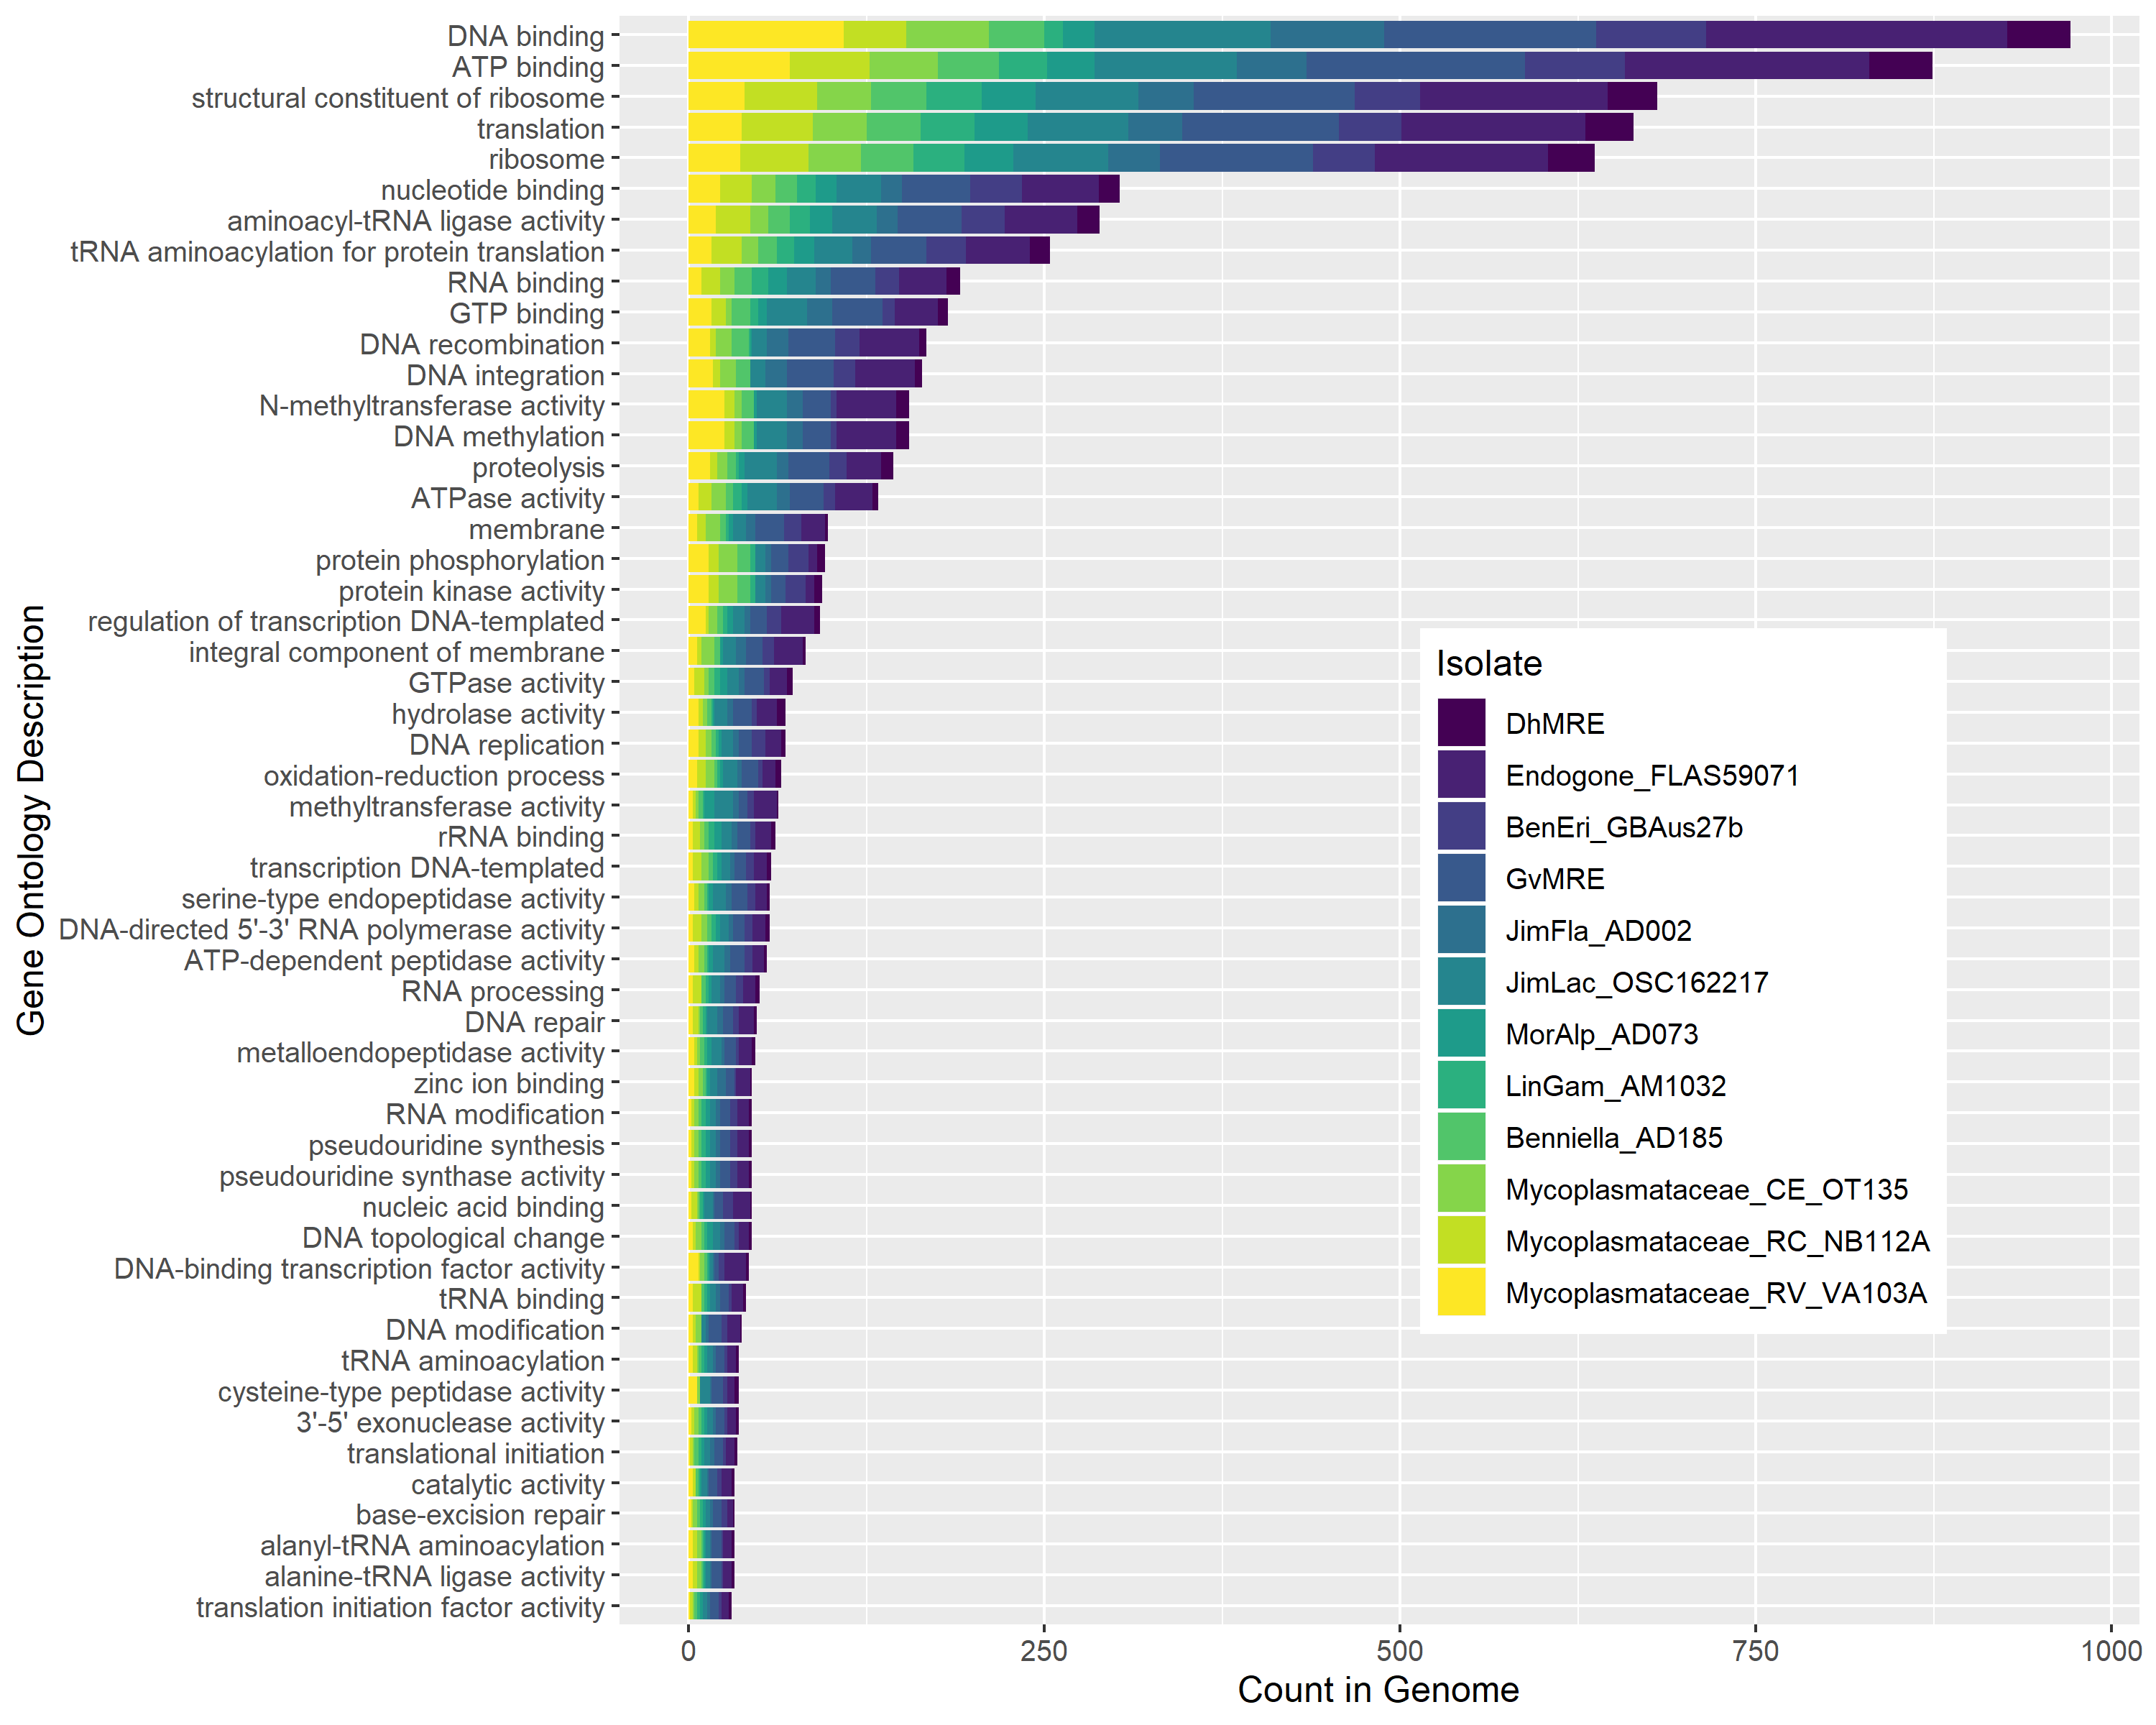 DNA binding
ATP binding
structural constituent of ribosome
translation
ribosome
nucleotide binding
aminoacyl-tRNA ligase activity
tRNA aminoacylation for protein translation
RNA binding
GTP binding
DNA recombination
DNA integration
N-methyltransferase activity
DNA methylation
proteolysis
ATPase activity
membrane
protein phosphorylation
protein kinase activity
regulation of transcription DNA-templated
integral component of membrane
GTPase activity
hydrolase activity
DNA replication
oxidation-reduction process
methyltransferase activity
rRNA binding
transcription DNA-templated
serine-type endopeptidase activity
DNA-directed 5'-3' RNA polymerase activity
ATP-dependent peptidase activity
RNA processing
DNA repair
metalloendopeptidase activity
zinc ion binding
RNA modification
pseudouridine synthesis
pseudouridine synthase activity
nucleic acid binding
DNA topological change
DNA-binding transcription factor activity
tRNA binding
DNA modification
tRNA aminoacylation
cysteine-type peptidase activity
3'-5' exonuclease activity
translational initiation
catalytic activity
base-excision repair
alanyl-tRNA aminoacylation
alanine-tRNA ligase activity
translation initiation factor activity
Gene Ontology Description
Isolate
DhMRE
Endogone_FLAS59071
BenEri_GBAus27b
GvMRE
JimFla_AD002
JimLac_OSC162217
MorAlp_AD073
LinGam_AM1032
Benniella_AD185
Mycoplasmataceae_CE_OT135
Mycoplasmataceae_RC_NB112A
Mycoplasmataceae_RV_VA103A
0 250 500 750 1000
Count in Genome